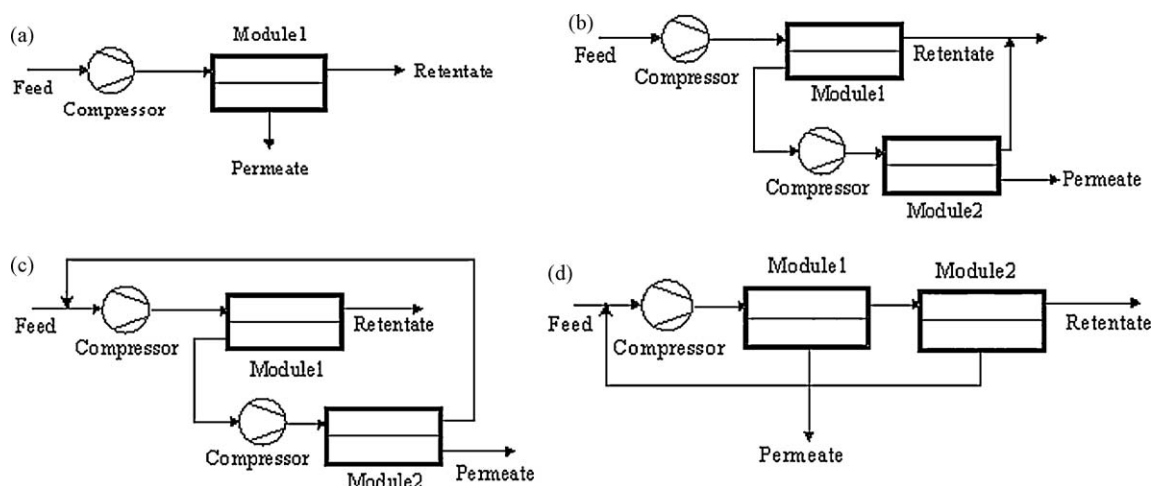 (a)
Module1
Feed
Compressor
Retentate
Permeate
(b)
Feed
Compressor
Retentate
Module1
Compressor
Module2
Permeate
(c)
Feed
Compressor
Retentate
Module1
Compressor
Module2
Permeate
(d)
Module1
Module2
Feed
Compressor
Retentate
Permeate